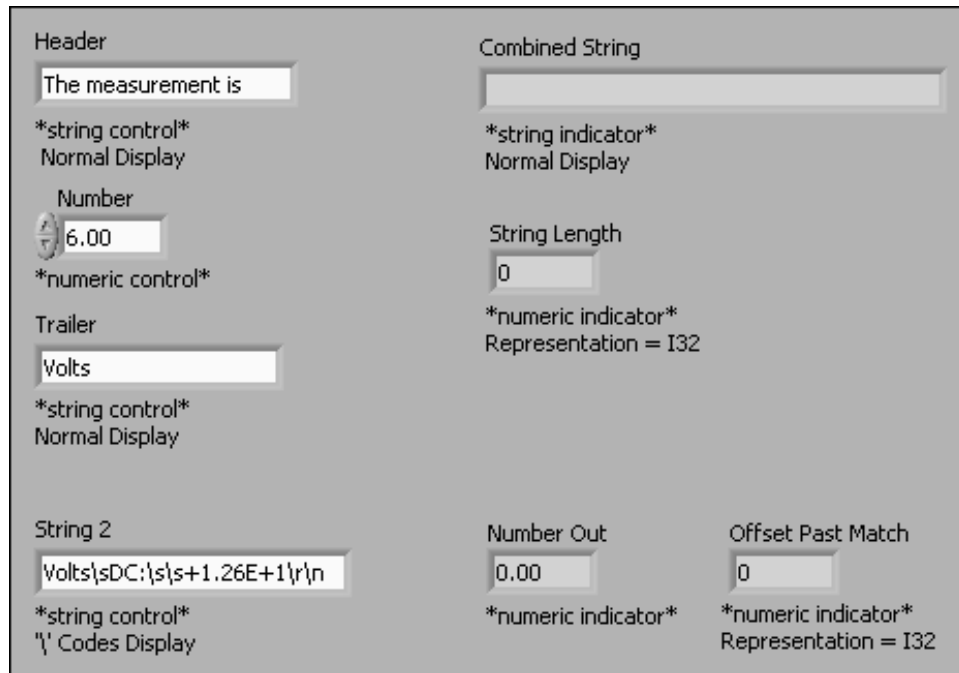 Header
The measurement is
*string control*
Normal Display
Number
6.00
*numeric control*
Trailer
Volts
*string control*
Normal Display
Combined String
*string indicator*
Normal Display
String Length
0
*numeric indicator*
Representation = I32
String 2
Volts\sDC:\s\s+1.26E+1\r\n
*string control*
'\' Codes Display
Number Out
0.00
*numeric indicator*
Offset Past Match
0
*numeric indicator*
Representation = I32